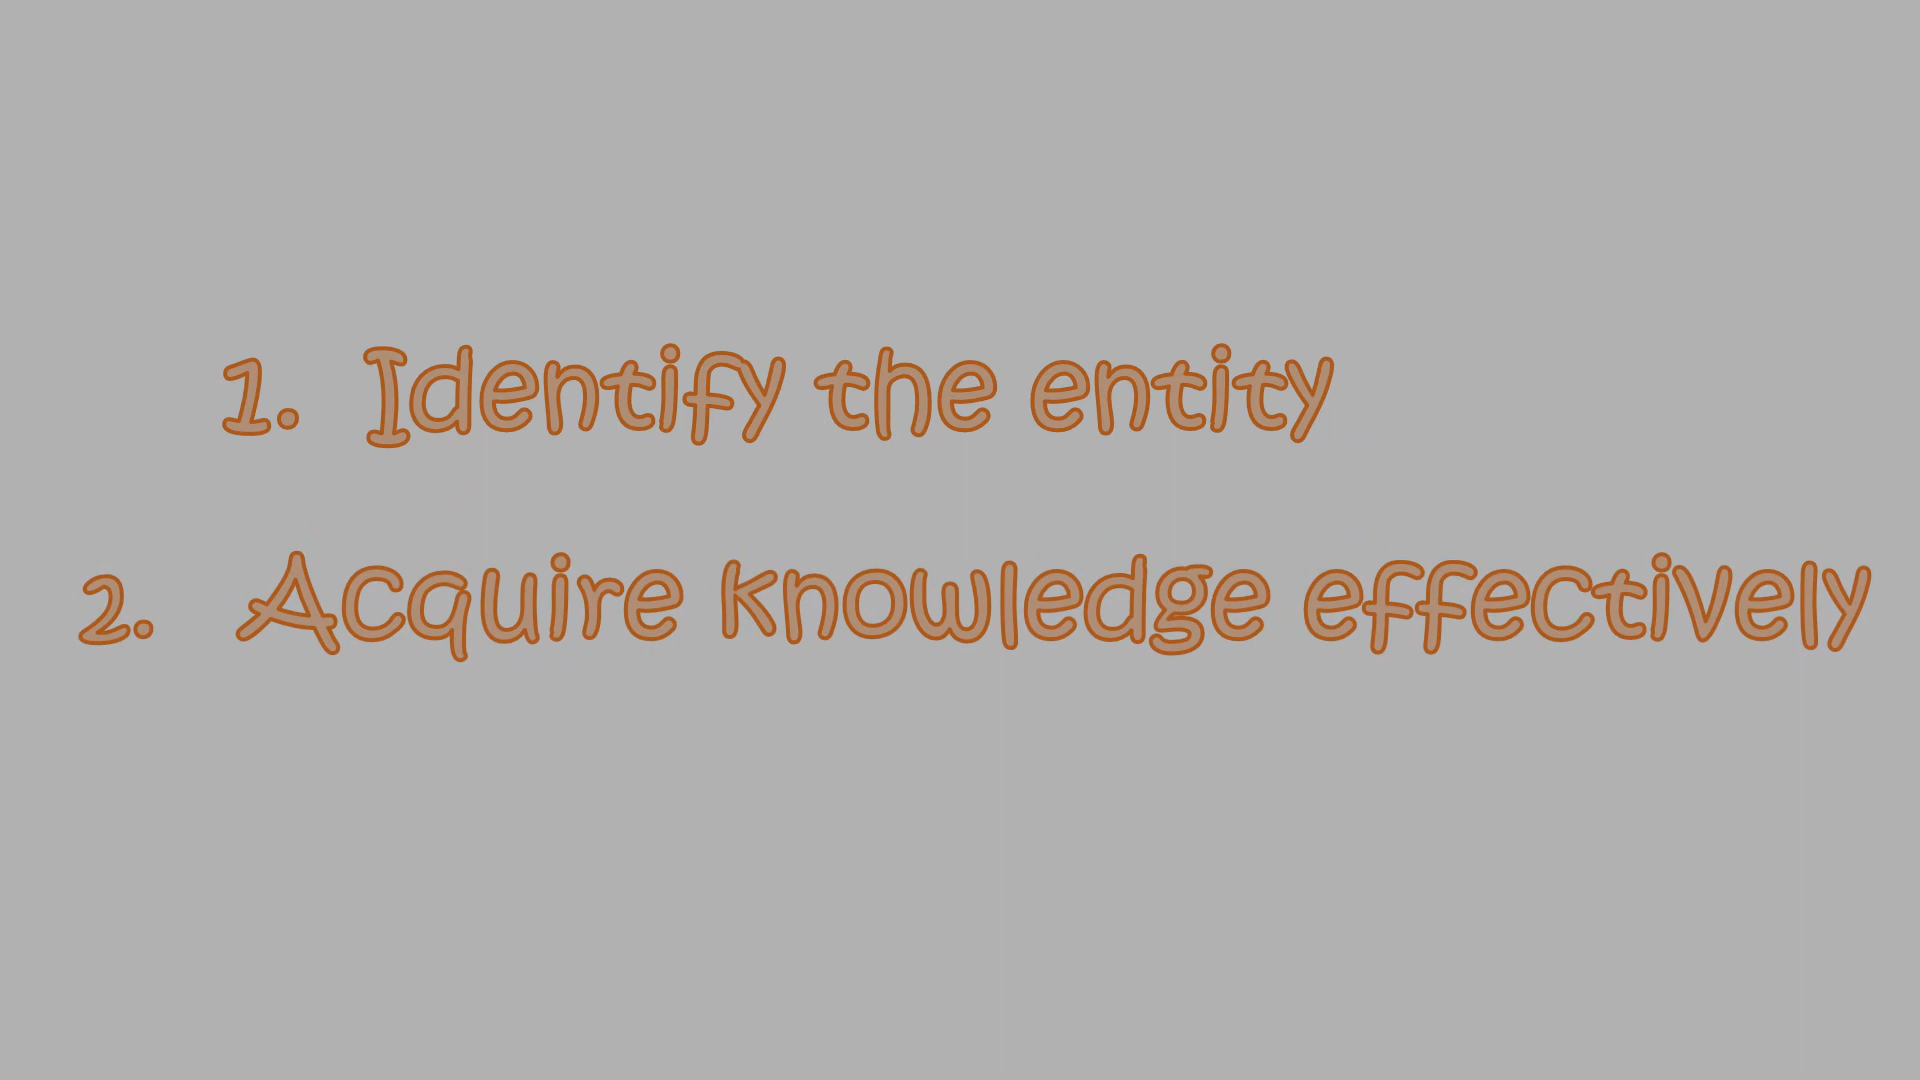 1. Identify the entity
2. Acquire knowledge effectively